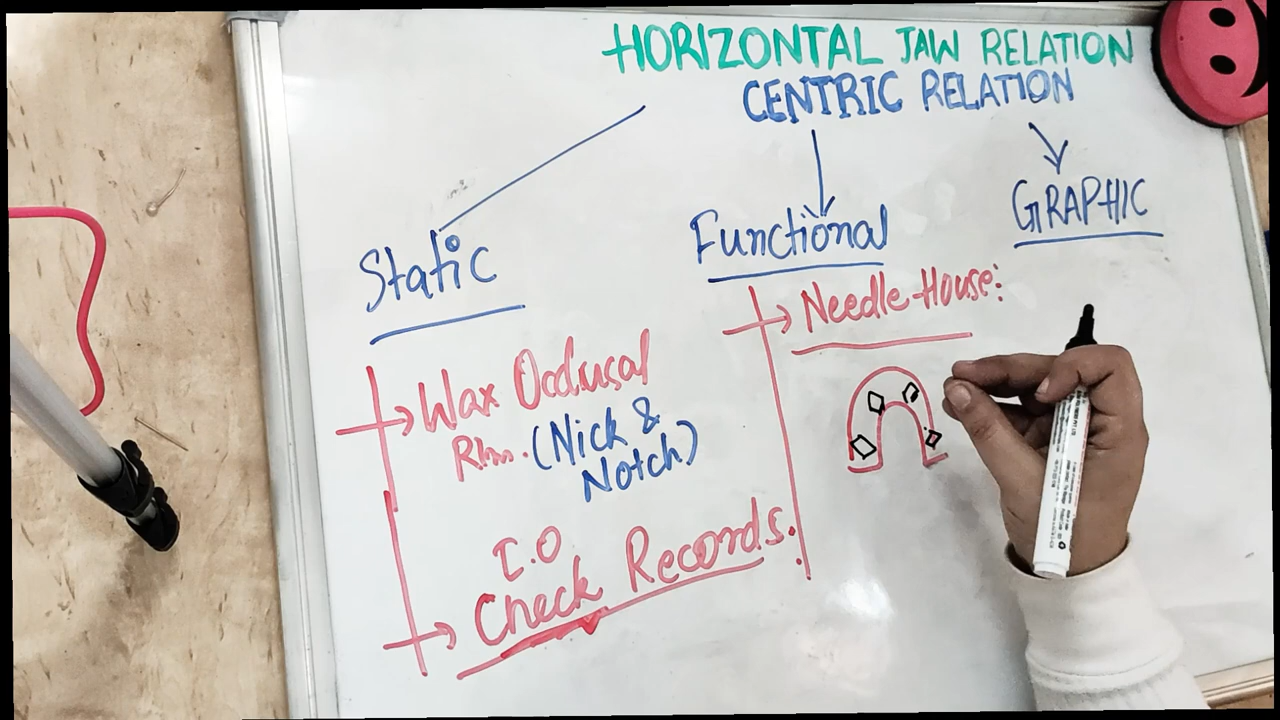 HORIZONTAL JAW RELATION
CENTRIC RELATION
Static
Functional
GRAPHIC
Wax Occlusal
Rim. (Nick &
Notch)
I.O
Check Records.
Needle-House: